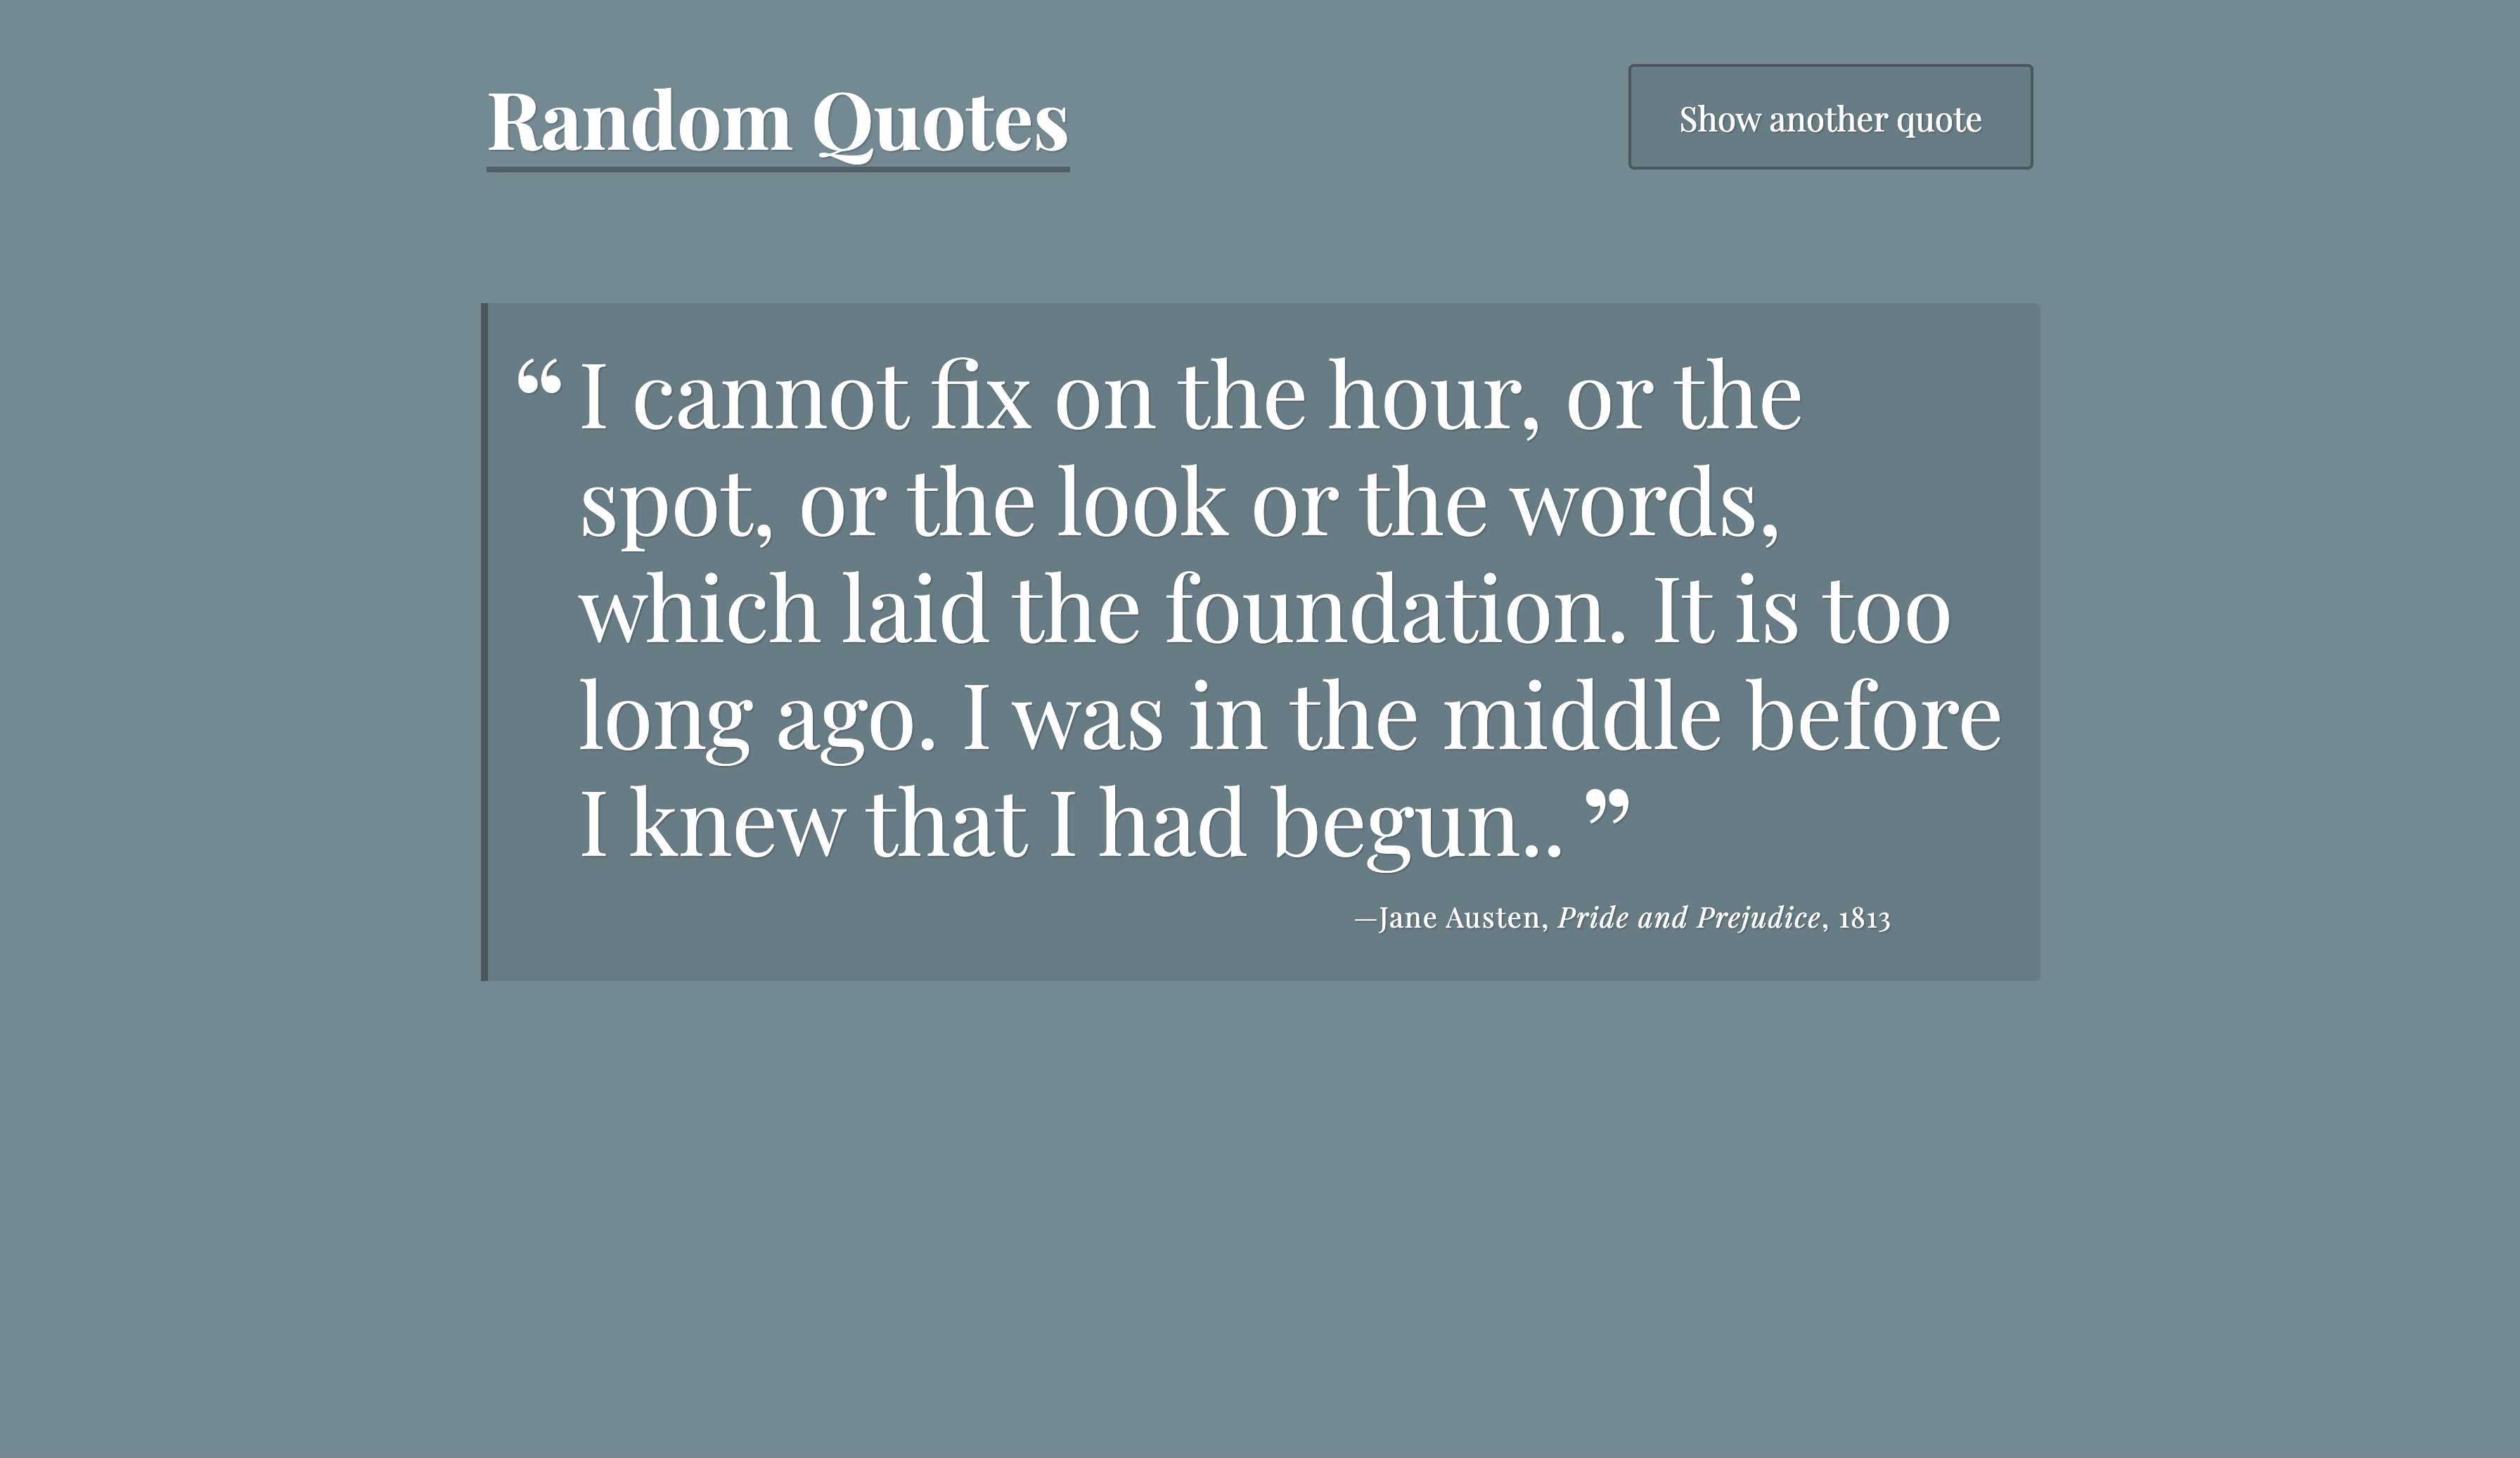 Random Quotes
Show another quote
“I cannot fix on the hour, or the
spot, or the look or the words,
which laid the foundation. It is too
long ago. I was in the middle before
I knew that I had begun..”
—Jane Austen, Pride and Prejudice, 1813